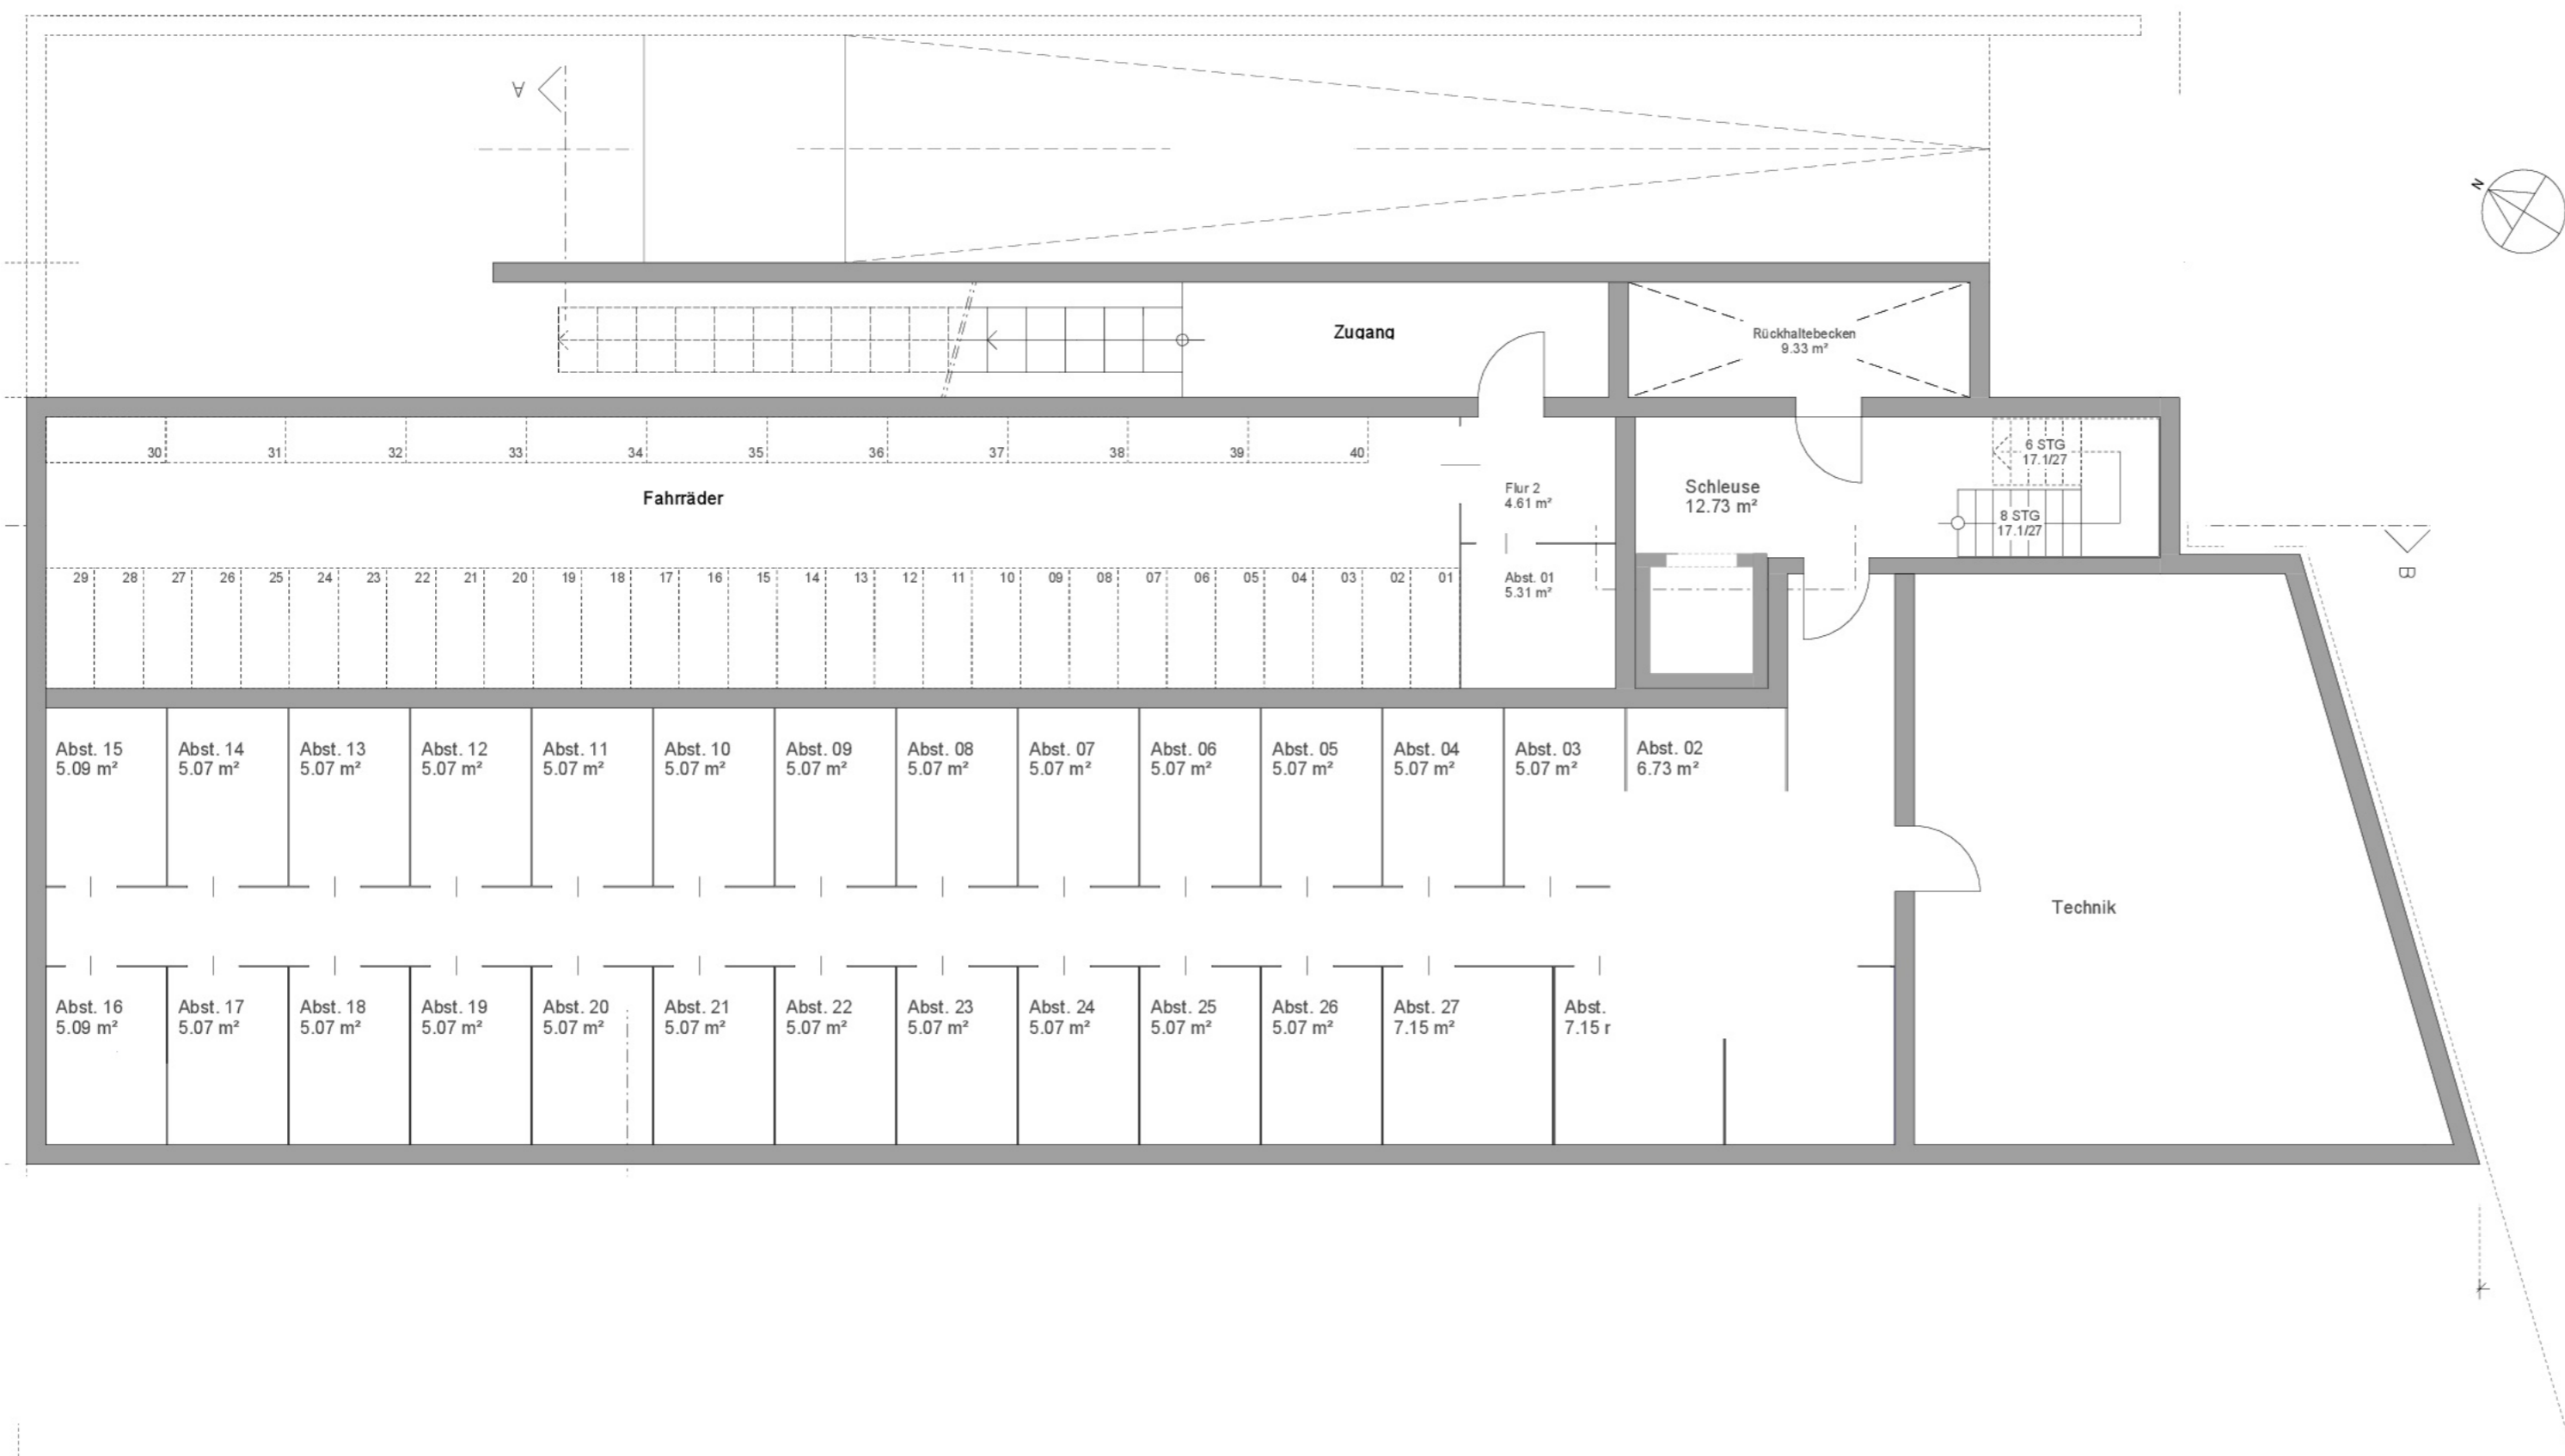 A
N
Zugang
Rückhaltebecken
9.33 m²
30 31 32 33 34 35 36 37 38 39 40
Fahrräder
Flur 2
4.61 m²
Schleuse
12.73 m²
6 STG
17.1/27
8 STG
17.1/27
B
29 28 27 26 25 24 23 22 21 20 19 18 17 16 15 14 13 12 11 10 09 08 07 06 05 04 03 02 01
Abst. 01
5.31 m²
Abst. 15 Abst. 14 Abst. 13 Abst. 12 Abst. 11 Abst. 10 Abst. 09 Abst. 08 Abst. 07 Abst. 06 Abst. 05 Abst. 04 Abst. 03 Abst. 02
5.09 m² 5.07 m² 5.07 m² 5.07 m² 5.07 m² 5.07 m² 5.07 m² 5.07 m² 5.07 m² 5.07 m² 5.07 m² 5.07 m² 5.07 m² 6.73 m²
Technik
Abst. 16 Abst. 17 Abst. 18 Abst. 19 Abst. 20 Abst. 21 Abst. 22 Abst. 23 Abst. 24 Abst. 25 Abst. 26 Abst. 27 Abst.
5.09 m² 5.07 m² 5.07 m² 5.07 m² 5.07 m² 5.07 m² 5.07 m² 5.07 m² 5.07 m² 5.07 m² 5.07 m² 7.15 m² 7.15